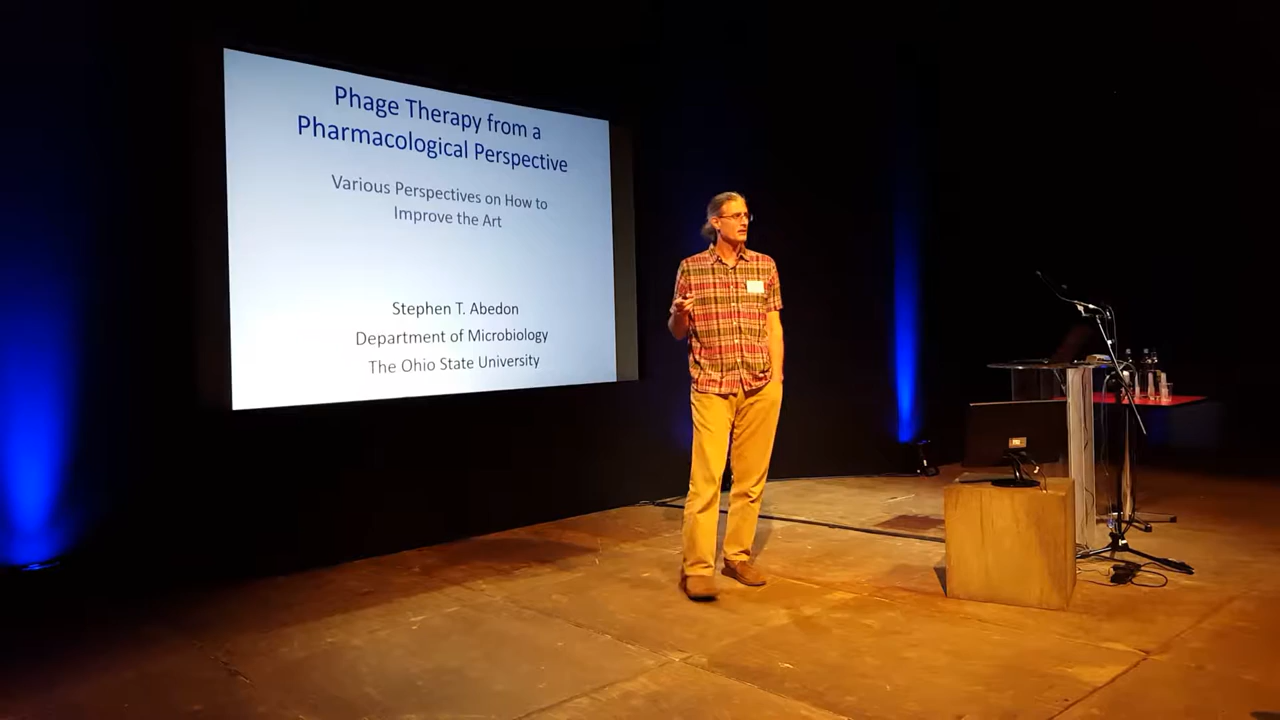 Phage Therapy from a
Pharmacological Perspective
Various Perspectives on How to
Improve the Art
Stephen T. Abedon
Department of Microbiology
The Ohio State University